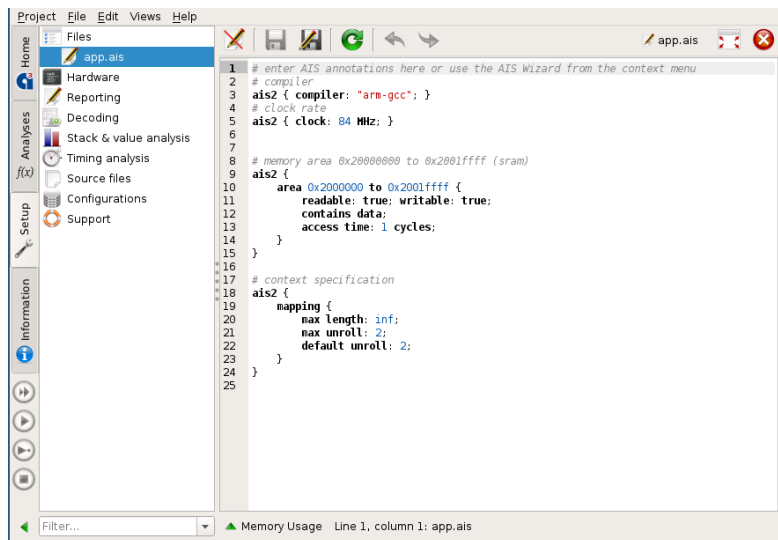 Project File Edit Views Help
Home
Analyses
f(x)
Setup
Information
Files
app.ais
Hardware
Reporting
Decoding
Stack & value analysis
Timing analysis
Source files
Configurations
Support
Filter...
app.ais
1 # enter AIS annotations here or use the AIS Wizard from the context menu
2 # compiler
3 ais2 { compiler: "arm-gcc"; }
4 # clock rate
5 ais2 { clock: 84 MHz; }
6
7
8 # memory area 0x20000000 to 0x2001ffff (sram)
9 ais2 {
10 area 0x2000000 to 0x2001ffff {
11 readable: true; writable: true;
12 contains data;
13 access time: 1 cycles;
14 }
15 }
16
17 # context specification
18 ais2 {
19 mapping {
20 max length: inf;
21 max unroll: 2;
22 default unroll: 2;
23 }
24 }
25
Memory Usage Line 1, column 1: app.ais